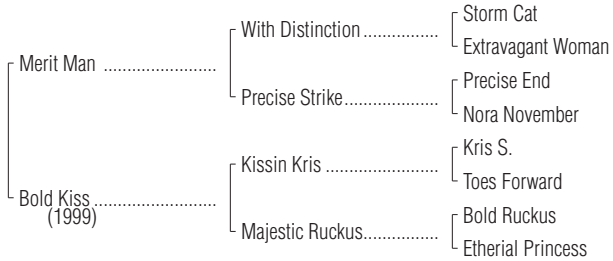 Storm Cat
With Distinction ................
Extravagant Woman
Merit Man ........................
Precise End
Precise Strike....................
Nora November
Kris S.
Kissin Kris ........................
Toes Forward
Bold Kiss ..........................
(1999)
Bold Ruckus
Majestic Ruckus................
Etherial Princess